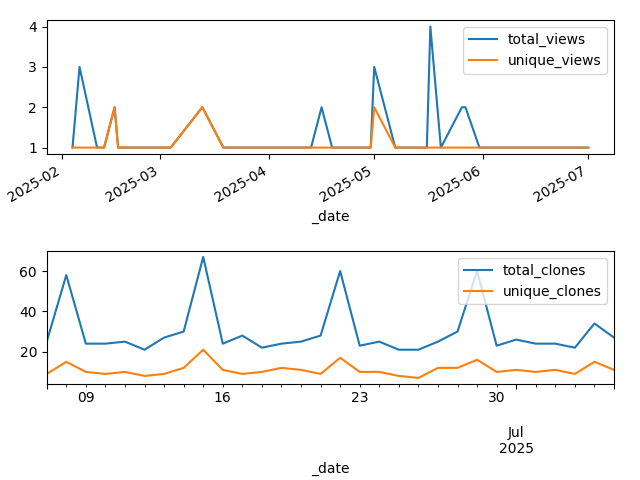 4
3
2
1
total_views
unique_views
2025-02
2025-03
2025-04
2025-05
2025-06
2025-07
_date
60
40
20
total_clones
unique_clones
09
16
23
30
Jul
2025
_date